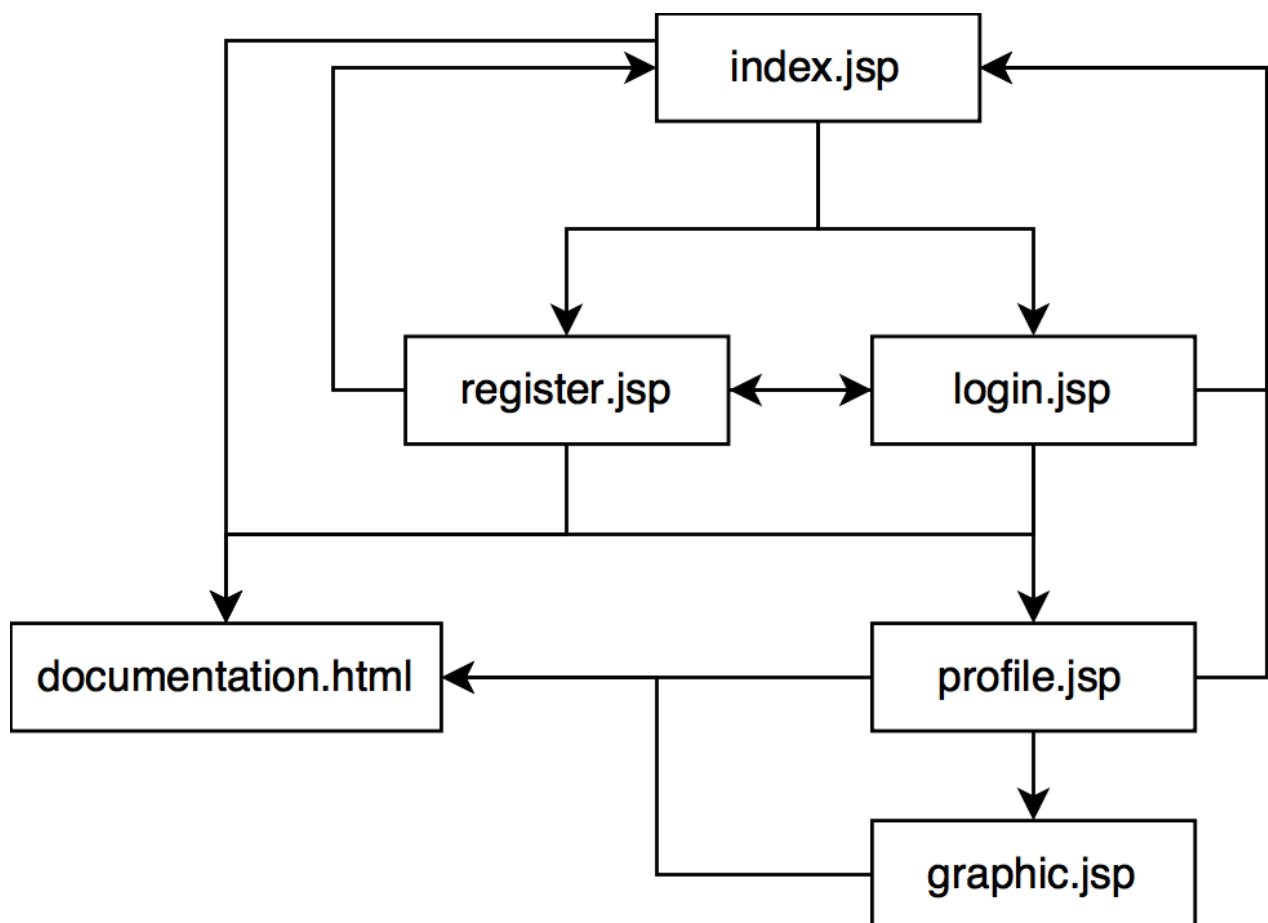 index.jsp
register.jsp
login.jsp
documentation.html
profile.jsp
graphic.jsp